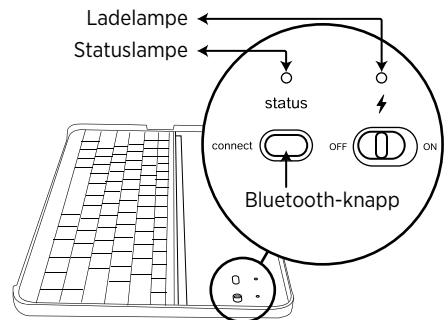 Ladelampe
Statuslampe
status
connect
OFF
ON
Bluetooth-knapp